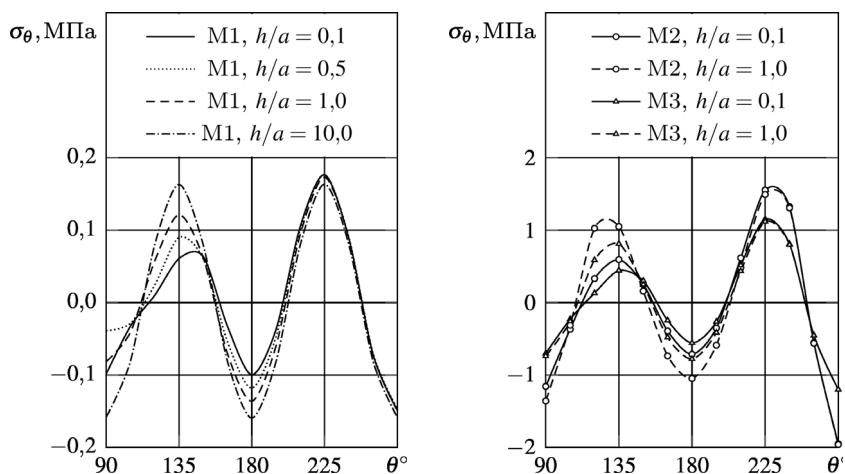 σθ, МПа
M1, h/a = 0,1
M1, h/a = 0,5
M1, h/a = 1,0
M1, h/a = 10,0
0,2
0,1
0,0
−0,1
−0,2
90 135 180 225 θ°
σθ, МПа
M2, h/a = 0,1
M2, h/a = 1,0
M3, h/a = 0,1
M3, h/a = 1,0
2
1
0
−1
−2
90 135 180 225 θ°